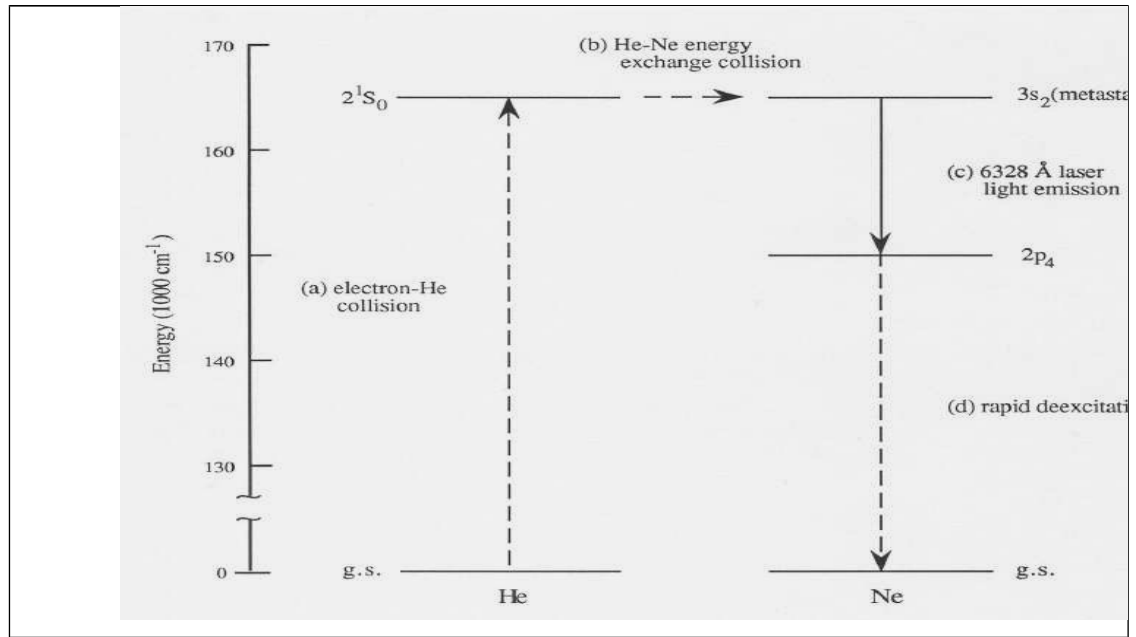 170
(b) He-Ne energy
exchange collision
2¹S₀
3s₂(metasta
160
(c) 6328 Å laser
light emission
150
2p₄
Energy (1000 cm⁻¹)
(a) electron-He
collision
140
(d) rapid deexcitati
130
0
g.s.
g.s.
He
Ne